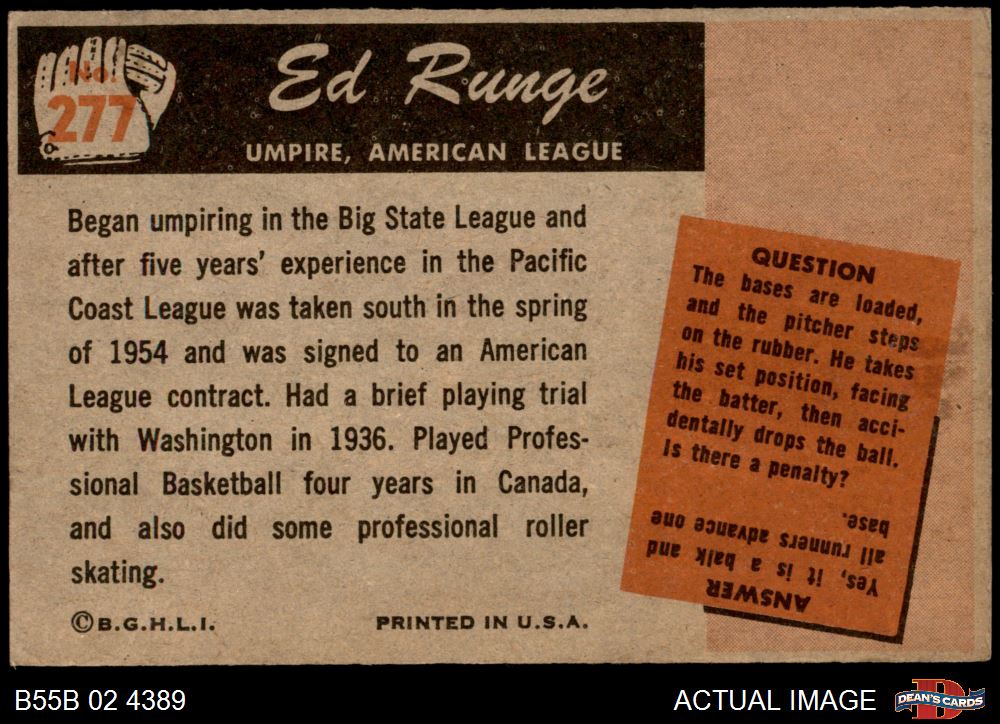 No.
277
Ed Runge
UMPIRE, AMERICAN LEAGUE
Began umpiring in the Big State League and
after five years' experience in the Pacific
Coast League was taken south in the spring
of 1954 and was signed to an American
League contract. Had a brief playing trial
with Washington in 1936. Played Profes-
sional Basketball four years in Canada,
and also did some professional roller
skating.
©B.G.H.L.I.
PRINTED IN U.S.A.
QUESTION
The bases are loaded,
and the pitcher steps
on the rubber. He takes
his set position, facing
the batter, then acci-
dentally drops the ball.
Is there a penalty?
ANSWER
Yes, it is a balk and
all runners advance one
base.
B55B 02 4389
ACTUAL IMAGE
D
DEAN'S CARDS